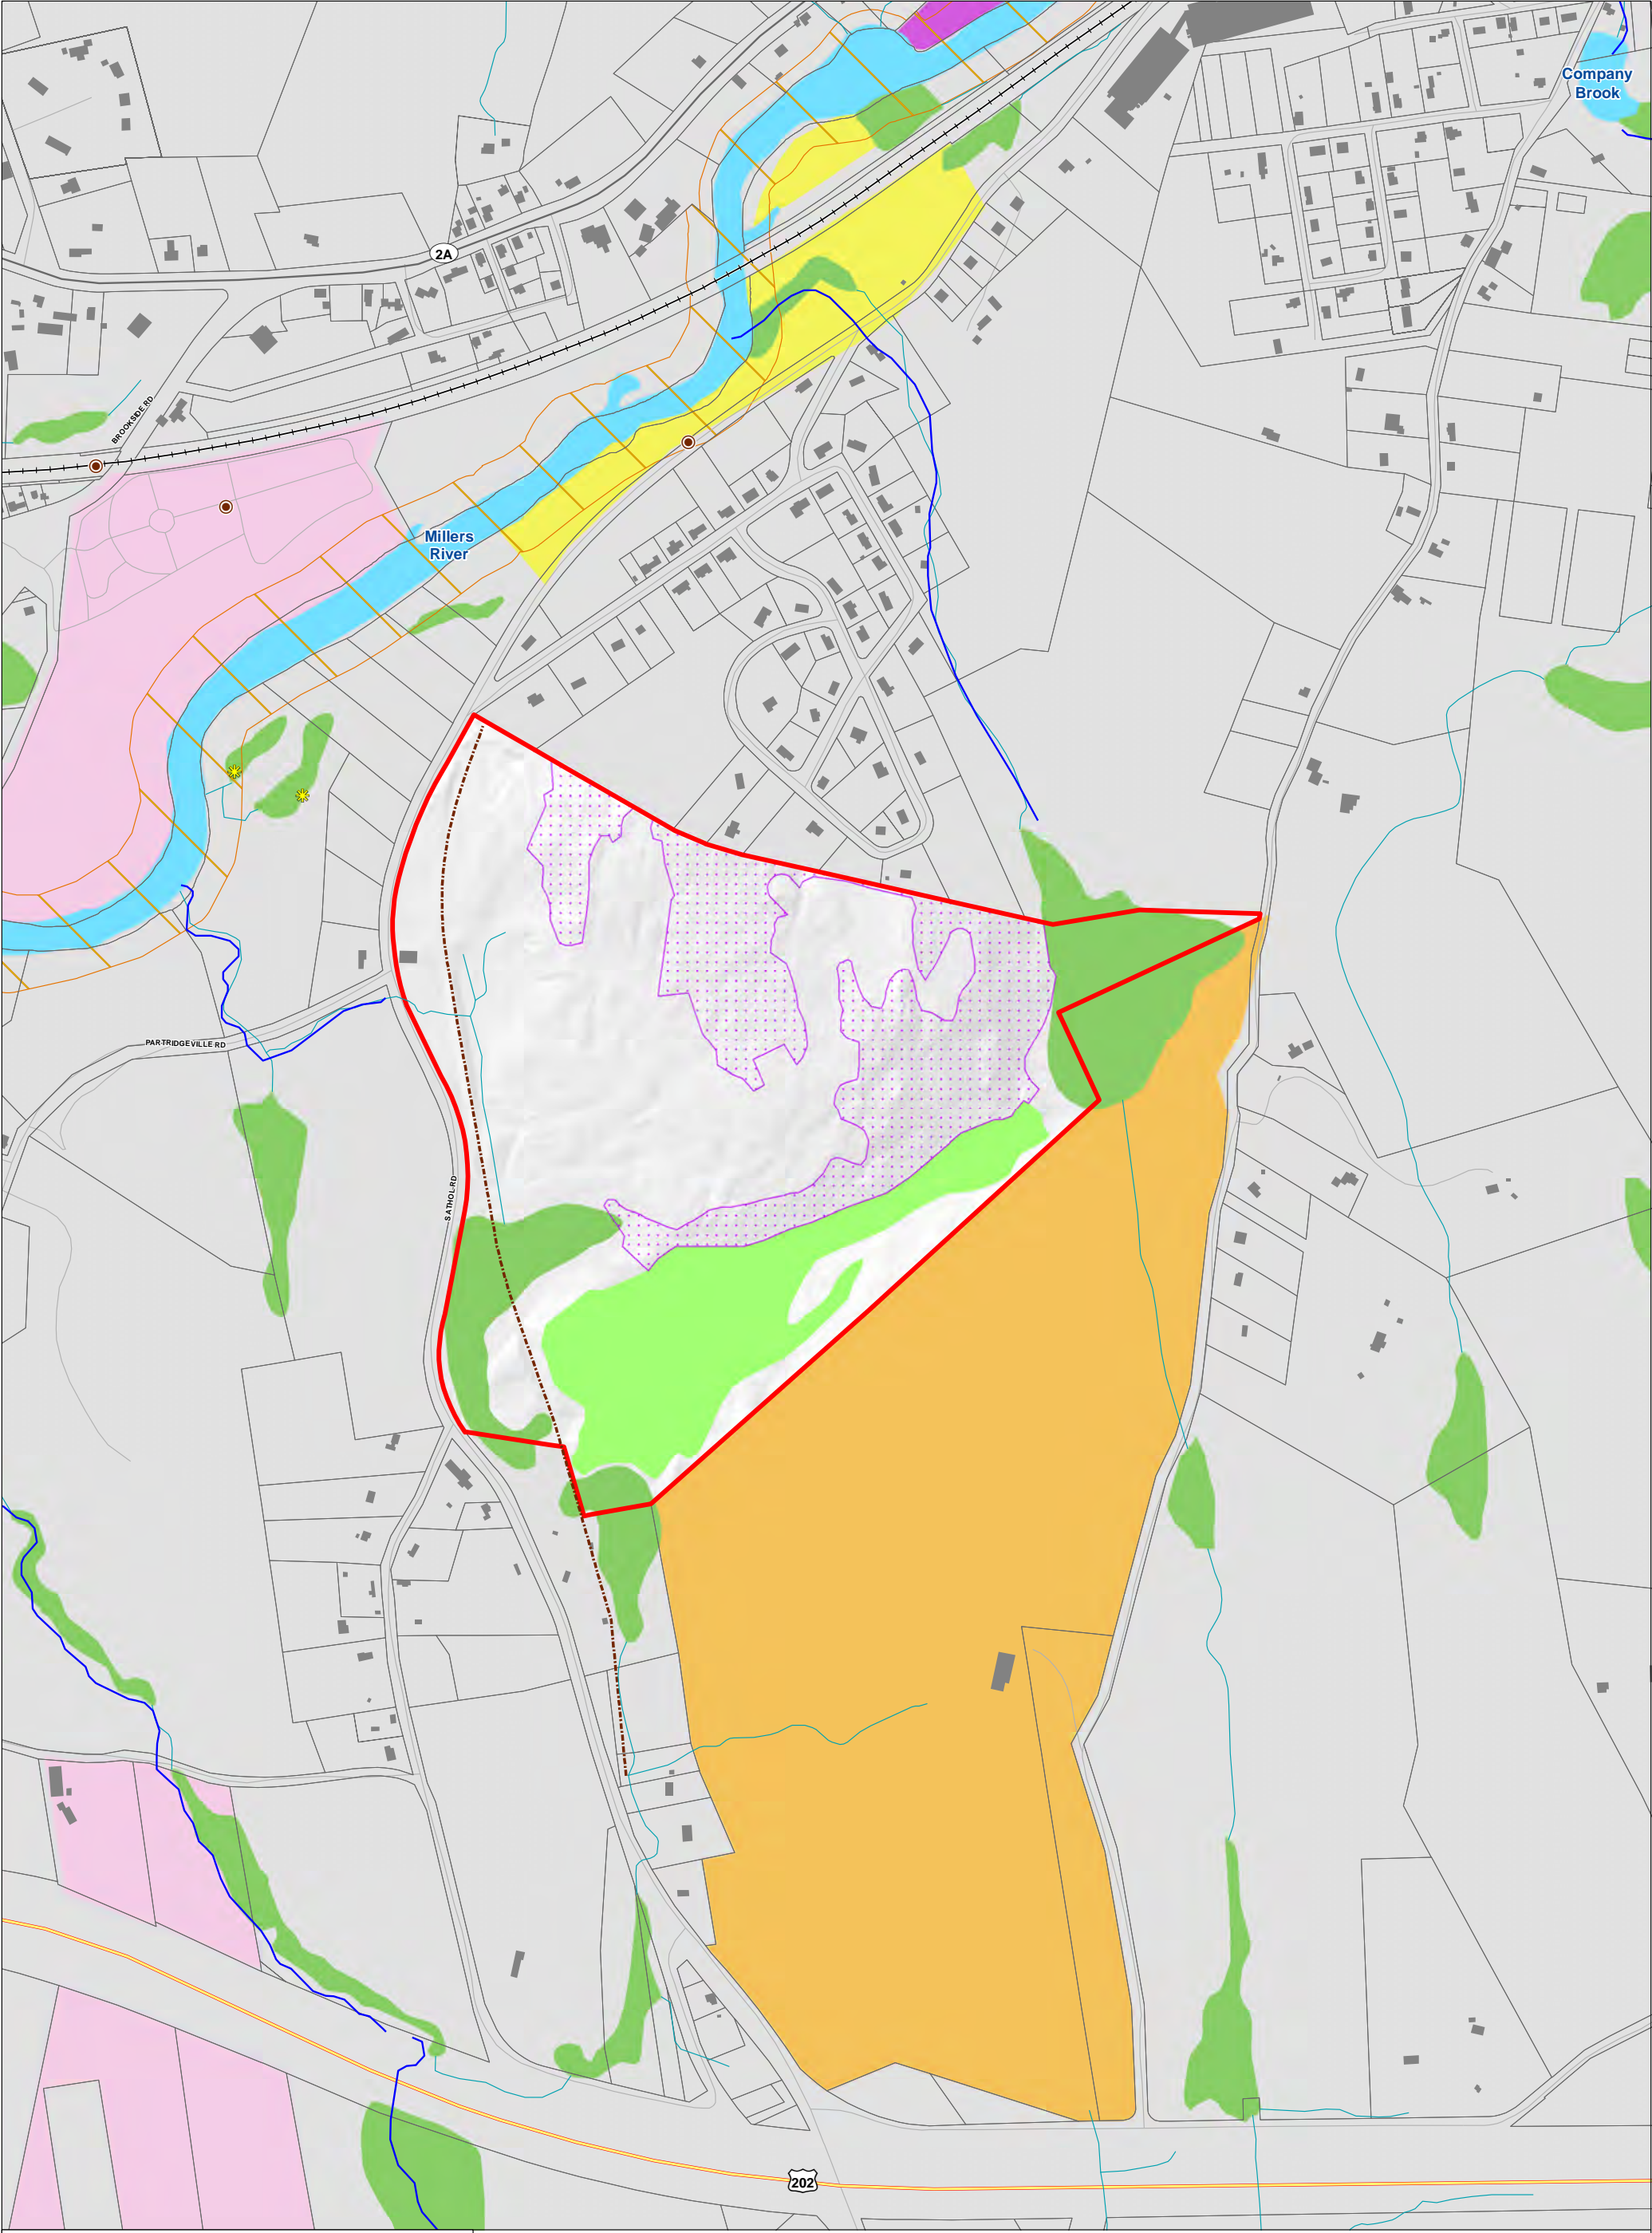 Company
Brook
2A
BROOKSIDE RD
Millers
River
PARTRIDGEVILLE RD
S ATHOL RD
202